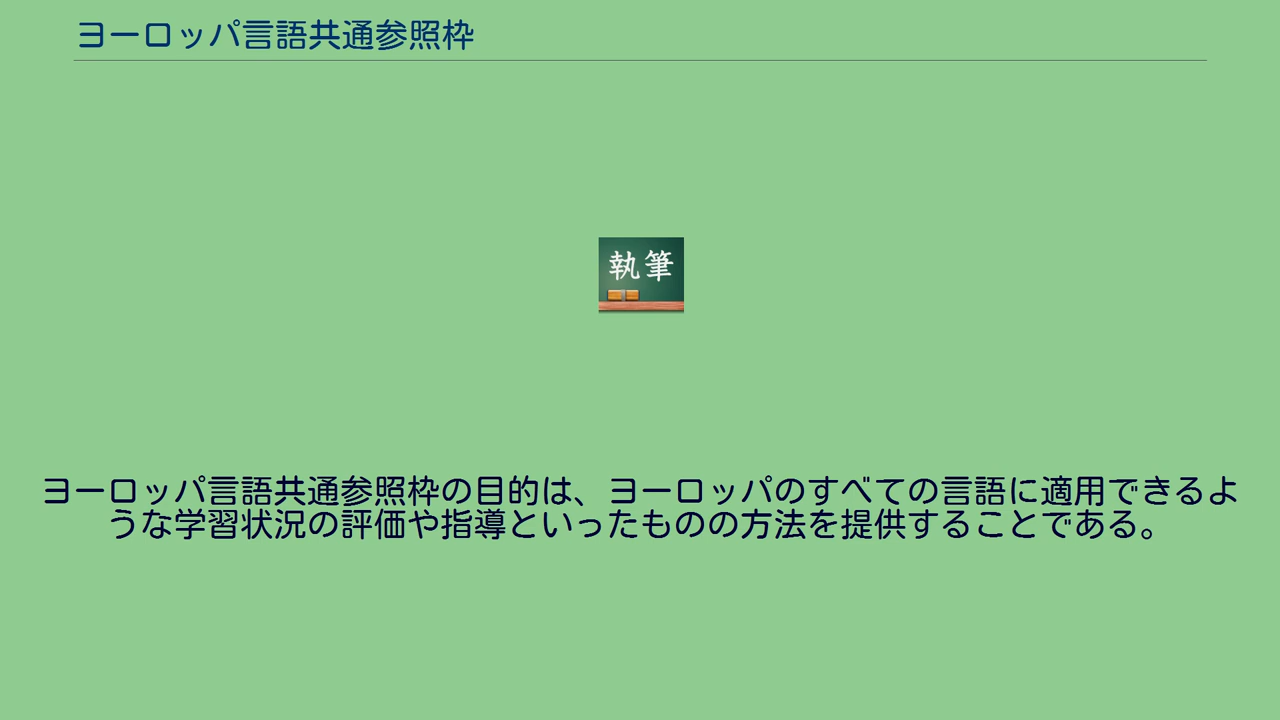 ヨーロッパ言語共通参照枠
執筆
ヨーロッパ言語共通参照枠の目的は、ヨーロッパのすべての言語に適用できるよ
うな学習状況の評価や指導といったものの方法を提供することである。